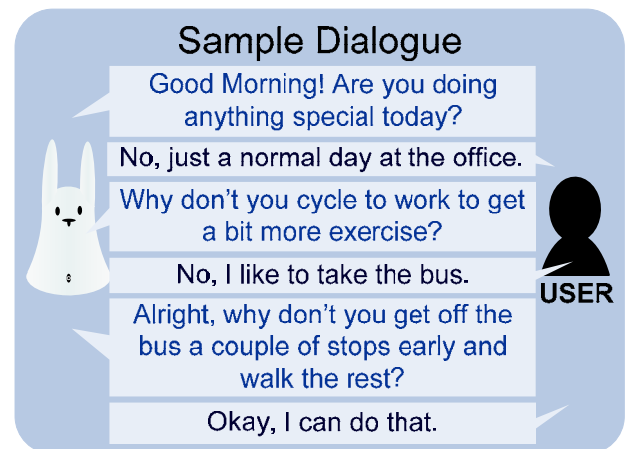 Sample Dialogue
Good Morning! Are you doing
anything special today?
No, just a normal day at the office.
Why don't you cycle to work to get
a bit more exercise?
No, I like to take the bus.
USER
Alright, why don't you get off the
bus a couple of stops early and
walk the rest?
Okay, I can do that.